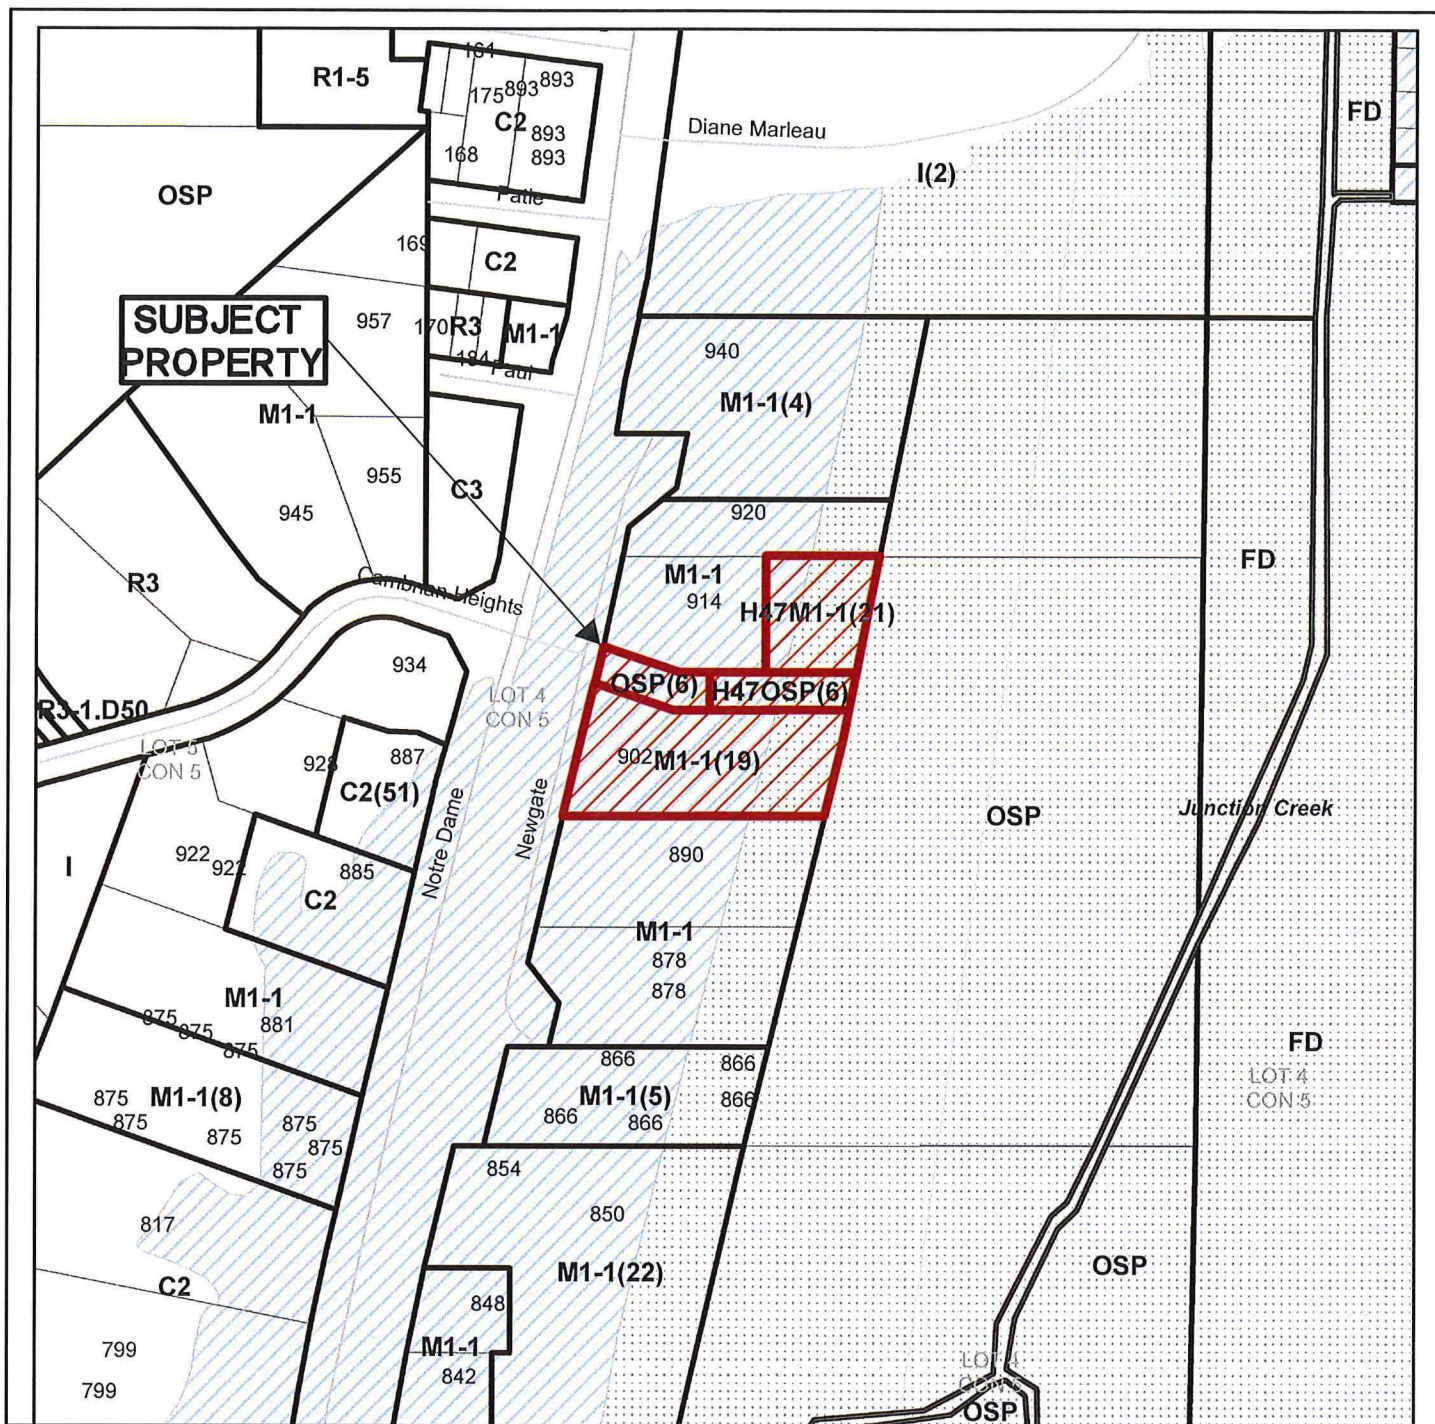 161
R1-5
893
893
175
FD
C2
Diane Marleau
893
168
893
I(2)
OSP
Patie
169
C2
SUBJECT
PROPERTY
957
170
R3
M1-1
184
Paul
940
M1-1(4)
M1-1
955
C3
945
920
M1-1
914
FD
R3
Cambrian Heights
H47M1-1(21)
934
OSP(6)
H47OSP(6)
LOT 4
CON 5
R3-1.D50
LOT 5
CON 5
928
887
902
M1-1(19)
C2(51)
Newgate
Notre Dame
OSP
Junction Creek
922
922
I
885
C2
890
M1-1
878
878
M1-1
881
875
875
875
866
866
FD
LOT 4
CON 5
M1-1(8)
875
875
875
875
875
875
M1-1(5)
866
866
866
854
850
817
OSP
M1-1(22)
C2
848
M1-1
842
799
799
LOT 4
CON 5
OSP